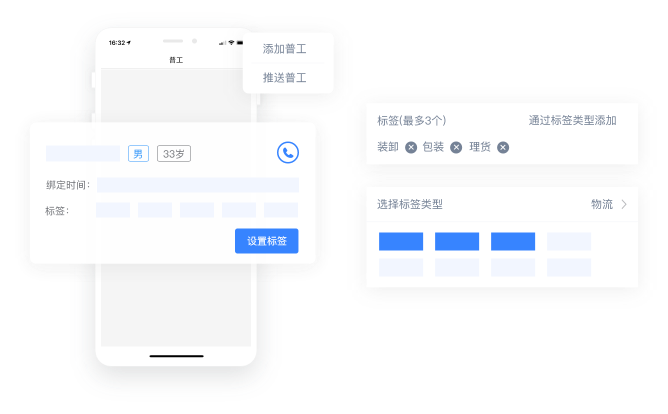 16:32
普工
添加普工
推送普工
男 33岁
绑定时间：
标签：
设置标签
标签(最多3个) 通过标签类型添加
装卸 包装 理货
选择标签类型 物流